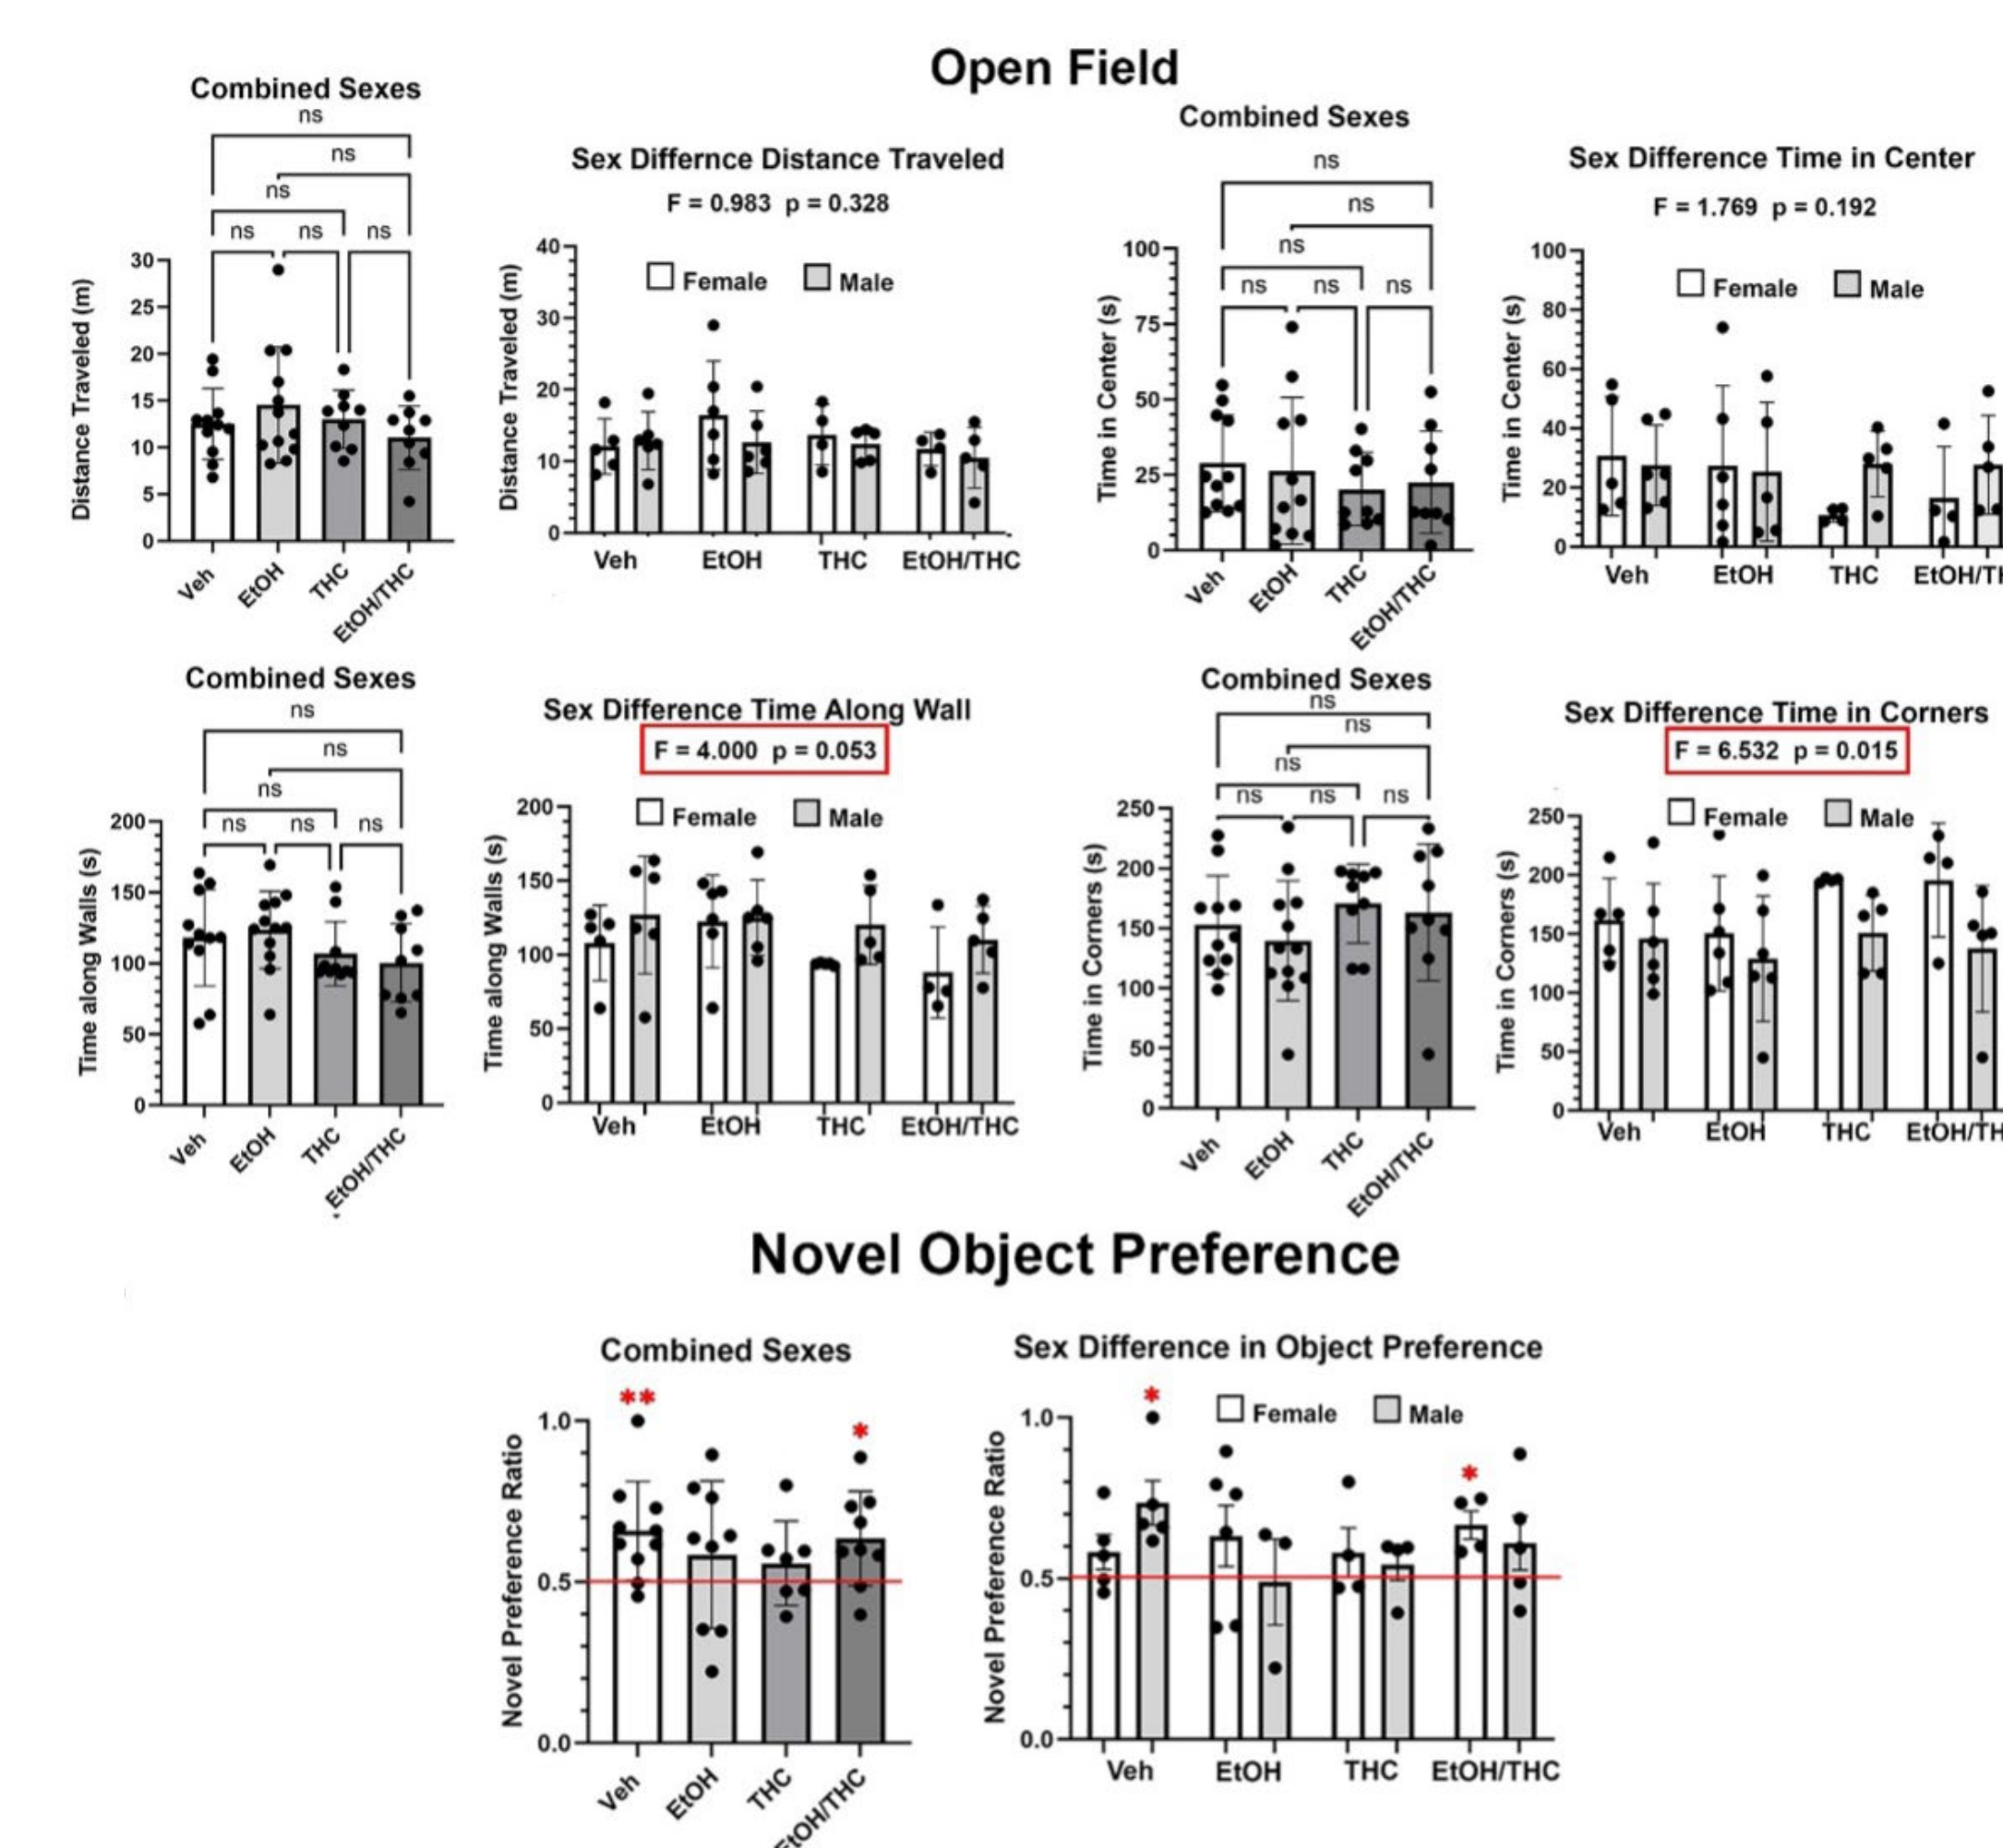 Open Field
Combined Sexes
ns
ns
ns
ns ns ns
Distance Traveled (m)
30
25
20
15
10
5
0
Veh
EtOH
THC
EtOH/THC
Sex Differnce Distance Traveled
F = 0.983 p = 0.328
Female Male
Distance Traveled (m)
40
30
20
10
0
Veh EtOH THC EtOH/THC
Combined Sexes
ns
ns
ns
ns ns ns
Time in Center (s)
100
75
50
25
0
Veh
EtOH
THC
EtOH/THC
Sex Difference Time in Center
F = 1.769 p = 0.192
Female Male
Time in Center (s)
100
80
60
40
20
0
Veh EtOH THC EtOH/TH
Combined Sexes
ns
ns
ns
ns ns ns
Time along Walls (s)
200
150
100
50
0
Veh
EtOH
THC
EtOH/THC
Sex Difference Time Along Wall
F = 4.000 p = 0.053
Female Male
Time along Walls (s)
200
150
100
50
0
Veh EtOH THC EtOH/THC
Combined Sexes
ns
ns
ns
ns ns ns
Time in Corners (s)
250
200
150
100
50
0
Veh
EtOH
THC
EtOH/THC
Sex Difference Time in Corners
F = 6.532 p = 0.015
Female Male
Time in Corners (s)
250
200
150
100
50
0
Veh EtOH THC EtOH/TH
Novel Object Preference
Combined Sexes
** *
Novel Preference Ratio
1.0
0.5
0.0
Veh
EtOH
THC
EtOH/THC
Sex Difference in Object Preference
* *
Female Male
Novel Preference Ratio
1.0
0.5
0.0
Veh EtOH THC EtOH/THC